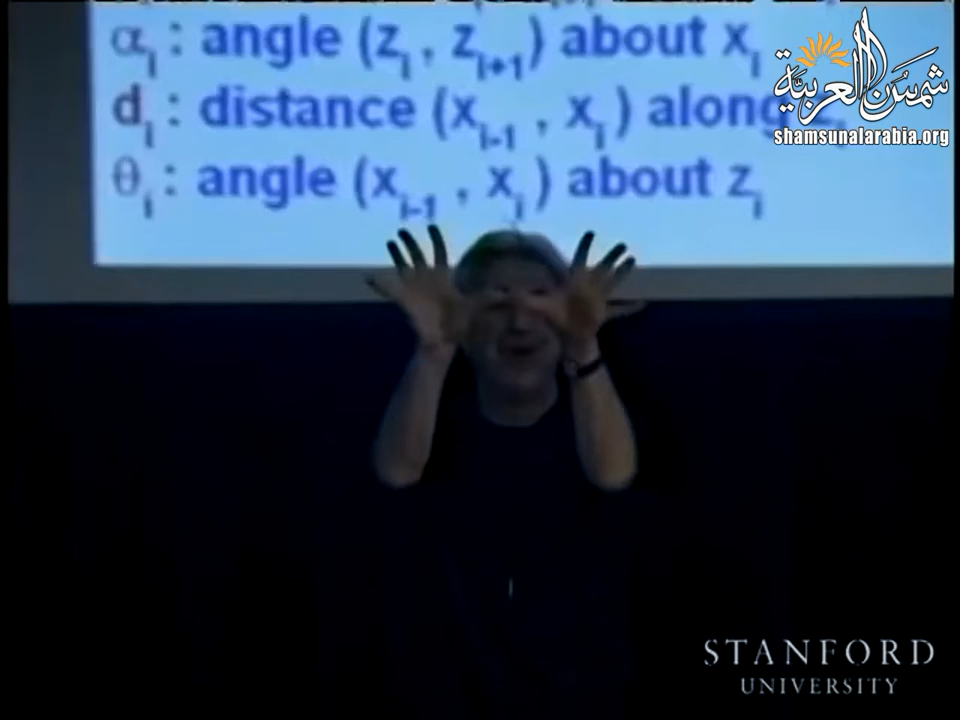 αᵢ : angle (zᵢ , zᵢ₊₁) about xᵢ
dᵢ : distance (xᵢ₋₁ , xᵢ) along
θᵢ : angle (xᵢ₋₁ , xᵢ) about zᵢ
شمس العربية
shamsunalarabia.org
STANFORD
UNIVERSITY